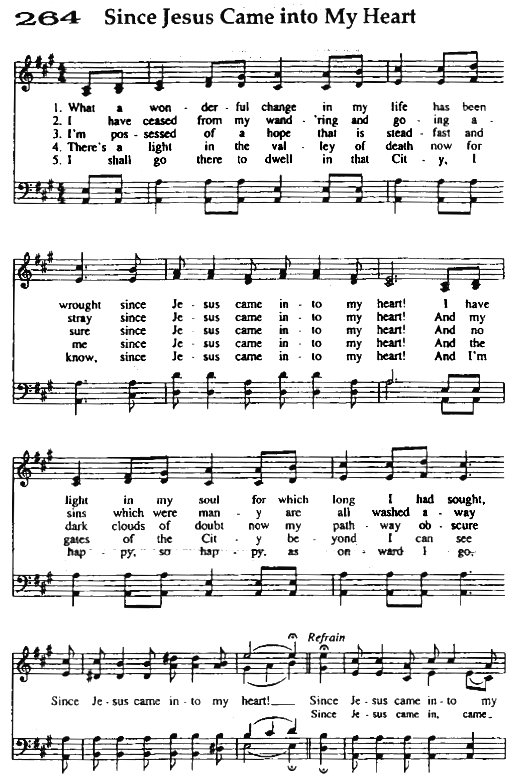 264 Since Jesus Came into My Heart
1. What a won - der - ful change in my life has been
2. I have ceased from my wand - 'ring and go - ing a -
3. I'm pos - sessed of a hope that is stead - fast and
4. There's a light in the val - ley of death now for
5. I shall go there to dwell in that Cit - y, I
wrought since Je - sus came in - to my heart! I have
stray since Je - sus came in - to my heart! And my
sure since Je - sus came in - to my heart! And no
me since Je - sus came in - to my heart! And the
know, since Je - sus came in - to my heart! And I'm
light in my soul for which long I had sought,
sins which were man - y are all washed a - way
dark clouds of doubt now my path - way ob - scure
gates of the Cit - y be - yond I can see
hap - py, so hap - py, as on - ward I go.
Refrain
Since Je - sus came in - to my heart! Since Je - sus came in - to my
Since Je - sus came in, came